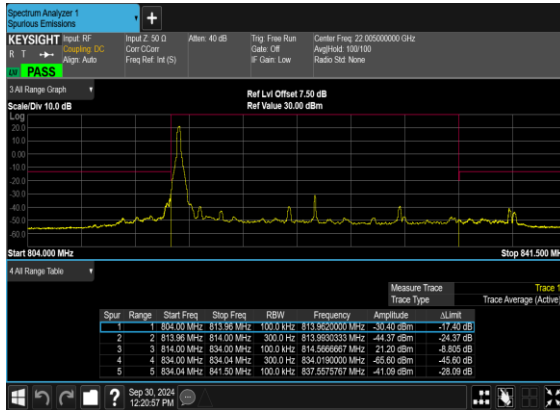 Spectrum Analyzer 1
Spurious Emissions
KEYSIGHT Input: RF Input Z: 50 Ω Atten: 40 dB Trig: Free Run Center Freq: 22.005000000 GHz
R T Coupling: DC Corr CCorr Gate: Off Avg|Hold: 100/100
Align: Auto Freq Ref: Int (S) IF Gain: Low Radio Std: None
LU PASS
3 All Range Graph
Ref Lvl Offset 7.50 dB
Scale/Div 10.0 dB Ref Value 30.00 dBm
Log
20.0
10.0
0.00
-10.0
-20.0
-30.0
-40.0
-50.0
-60.0
Start 804.000 MHz Stop 841.500 MH
4 All Range Table
Measure Trace Trace 1
Trace Type Trace Average (Active)
Spur Range Start Freq Stop Freq RBW Frequency Amplitude ΔLimit
1 1 804.00 MHz 813.96 MHz 100.0 kHz 813.9620000 MHz -30.40 dBm -17.40 dB
2 2 813.96 MHz 814.00 MHz 300.0 Hz 813.9930333 MHz -44.37 dBm -24.37 dB
3 3 814.00 MHz 834.00 MHz 100.0 kHz 814.5666667 MHz 21.20 dBm -8.805 dB
4 4 834.00 MHz 834.04 MHz 300.0 Hz 834.0190000 MHz -65.60 dBm -45.60 dB
5 5 834.04 MHz 841.50 MHz 100.0 kHz 837.5575767 MHz -41.09 dBm -28.09 dB
Sep 30, 2024
12:20:57 PM